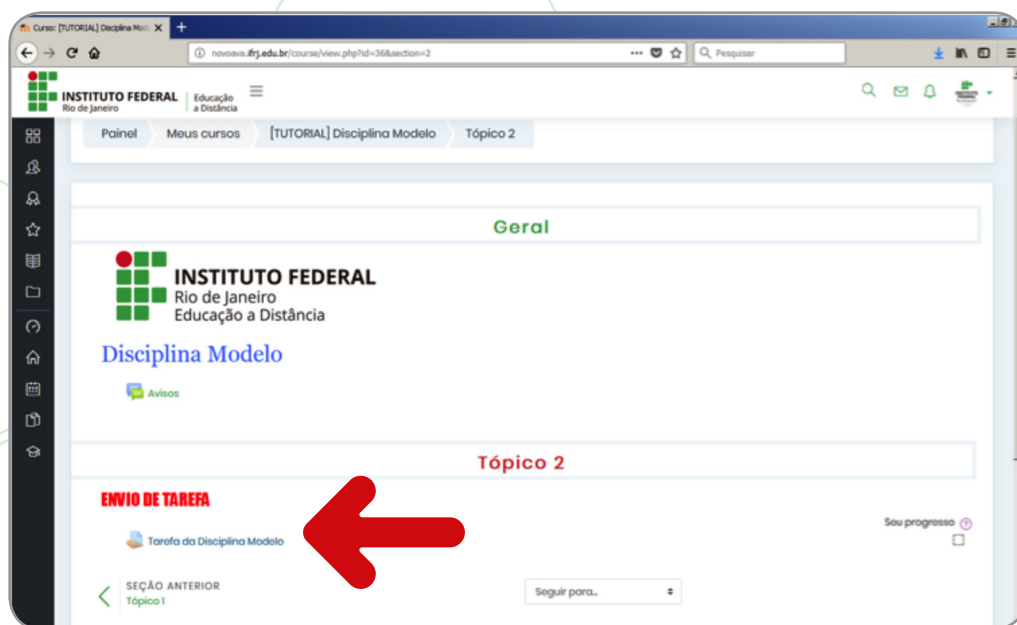 Curso: [TUTORIAL] Disciplina Mod
novoava.ifrj.edu.br/course/view.php?id=36&section=2
Pesquisar
INSTITUTO FEDERAL
Rio de Janeiro
Educação
a Distância
Painel Meus cursos [TUTORIAL] Disciplina Modelo Tópico 2
Geral
INSTITUTO FEDERAL
Rio de Janeiro
Educação a Distância
Disciplina Modelo
Avisos
Tópico 2
ENVIO DE TAREFA
Seu progresso
Tarefa da Disciplina Modelo
SEÇÃO ANTERIOR
Tópico 1
Seguir para...